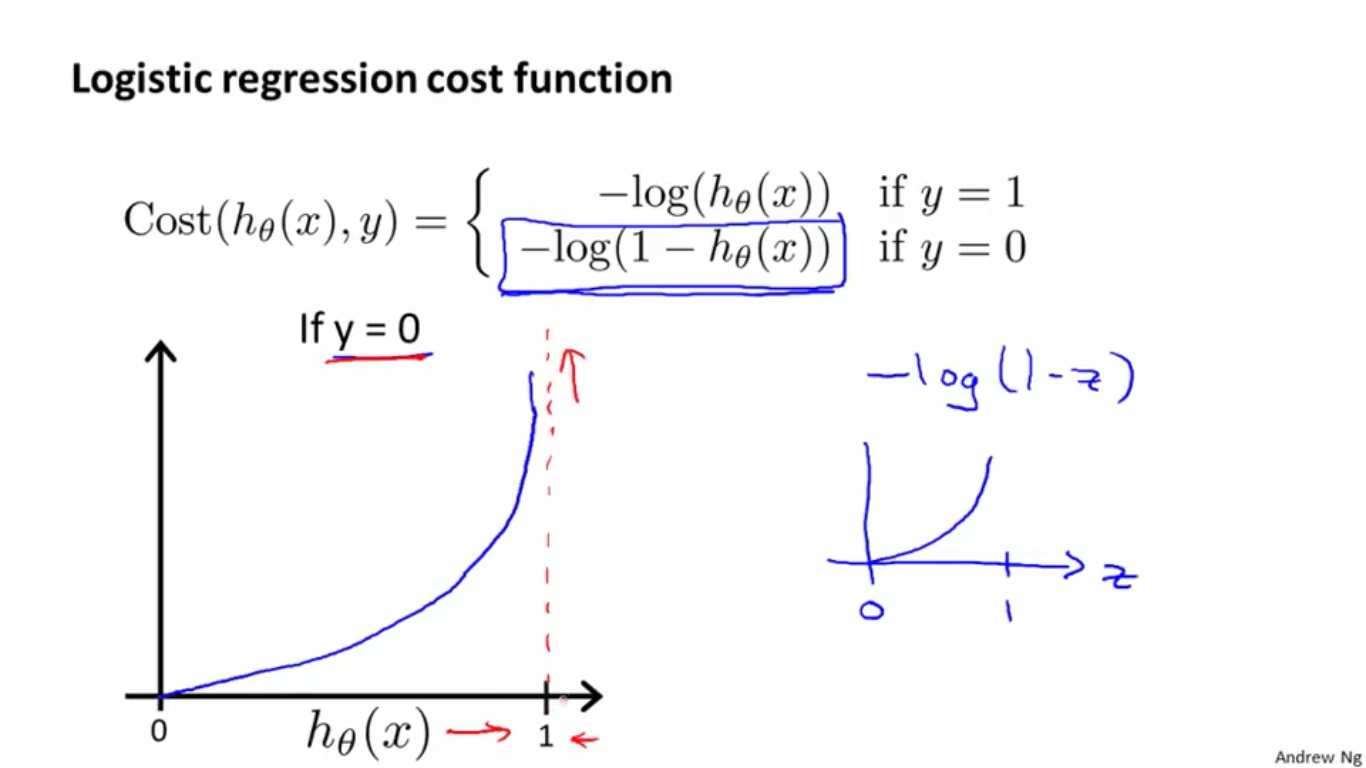 Logistic regression cost function
Cost(hθ(x), y) = { −log(hθ(x)) if y = 1
−log(1 − hθ(x)) if y = 0
If y = 0
−log(1-z)
z
0 1
0 hθ(x) 1
Andrew Ng